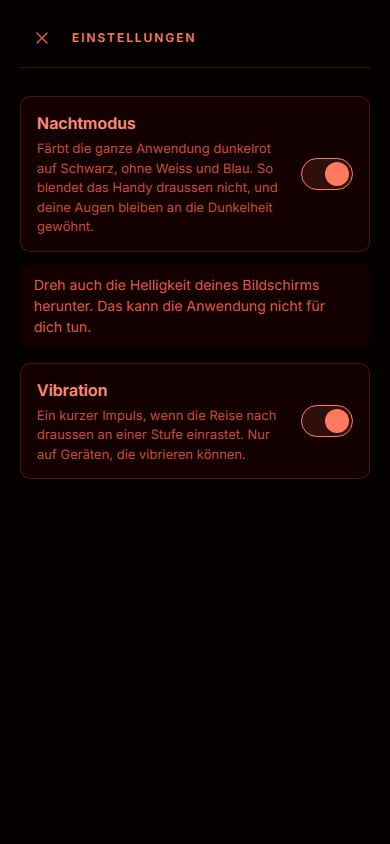 EINSTELLUNGEN
Nachtmodus
Färbt die ganze Anwendung dunkelrot
auf Schwarz, ohne Weiss und Blau. So
blendet das Handy draussen nicht, und
deine Augen bleiben an die Dunkelheit
gewöhnt.
Dreh auch die Helligkeit deines Bildschirms
herunter. Das kann die Anwendung nicht für
dich tun.
Vibration
Ein kurzer Impuls, wenn die Reise nach
draussen an einer Stufe einrastet. Nur
auf Geräten, die vibrieren können.